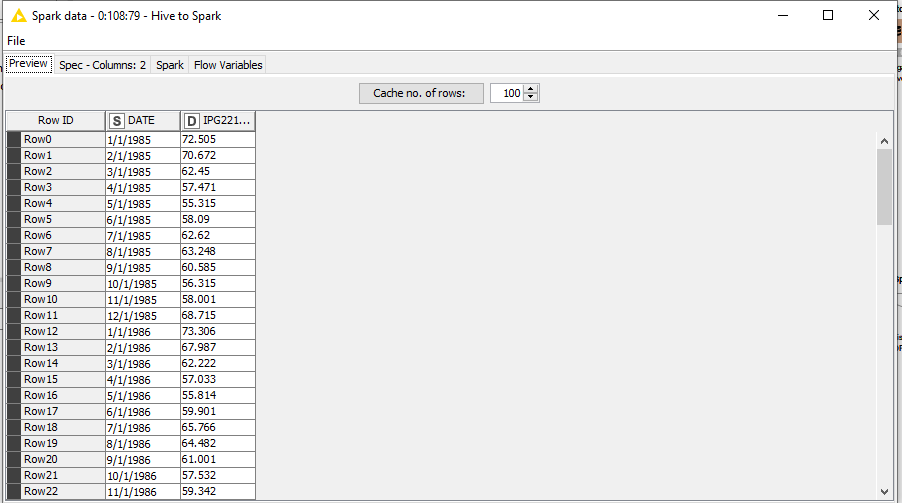 Spark data - 0:108:79 - Hive to Spark
File
Preview Spec - Columns: 2 Spark Flow Variables
Cache no. of rows: 100
Row ID S DATE D IPG221...
Row0 1/1/1985 72.505
Row1 2/1/1985 70.672
Row2 3/1/1985 62.45
Row3 4/1/1985 57.471
Row4 5/1/1985 55.315
Row5 6/1/1985 58.09
Row6 7/1/1985 62.62
Row7 8/1/1985 63.248
Row8 9/1/1985 60.585
Row9 10/1/1985 56.315
Row10 11/1/1985 58.001
Row11 12/1/1985 68.715
Row12 1/1/1986 73.306
Row13 2/1/1986 67.987
Row14 3/1/1986 62.222
Row15 4/1/1986 57.033
Row16 5/1/1986 55.814
Row17 6/1/1986 59.901
Row18 7/1/1986 65.766
Row19 8/1/1986 64.482
Row20 9/1/1986 61.001
Row21 10/1/1986 57.532
Row22 11/1/1986 59.342